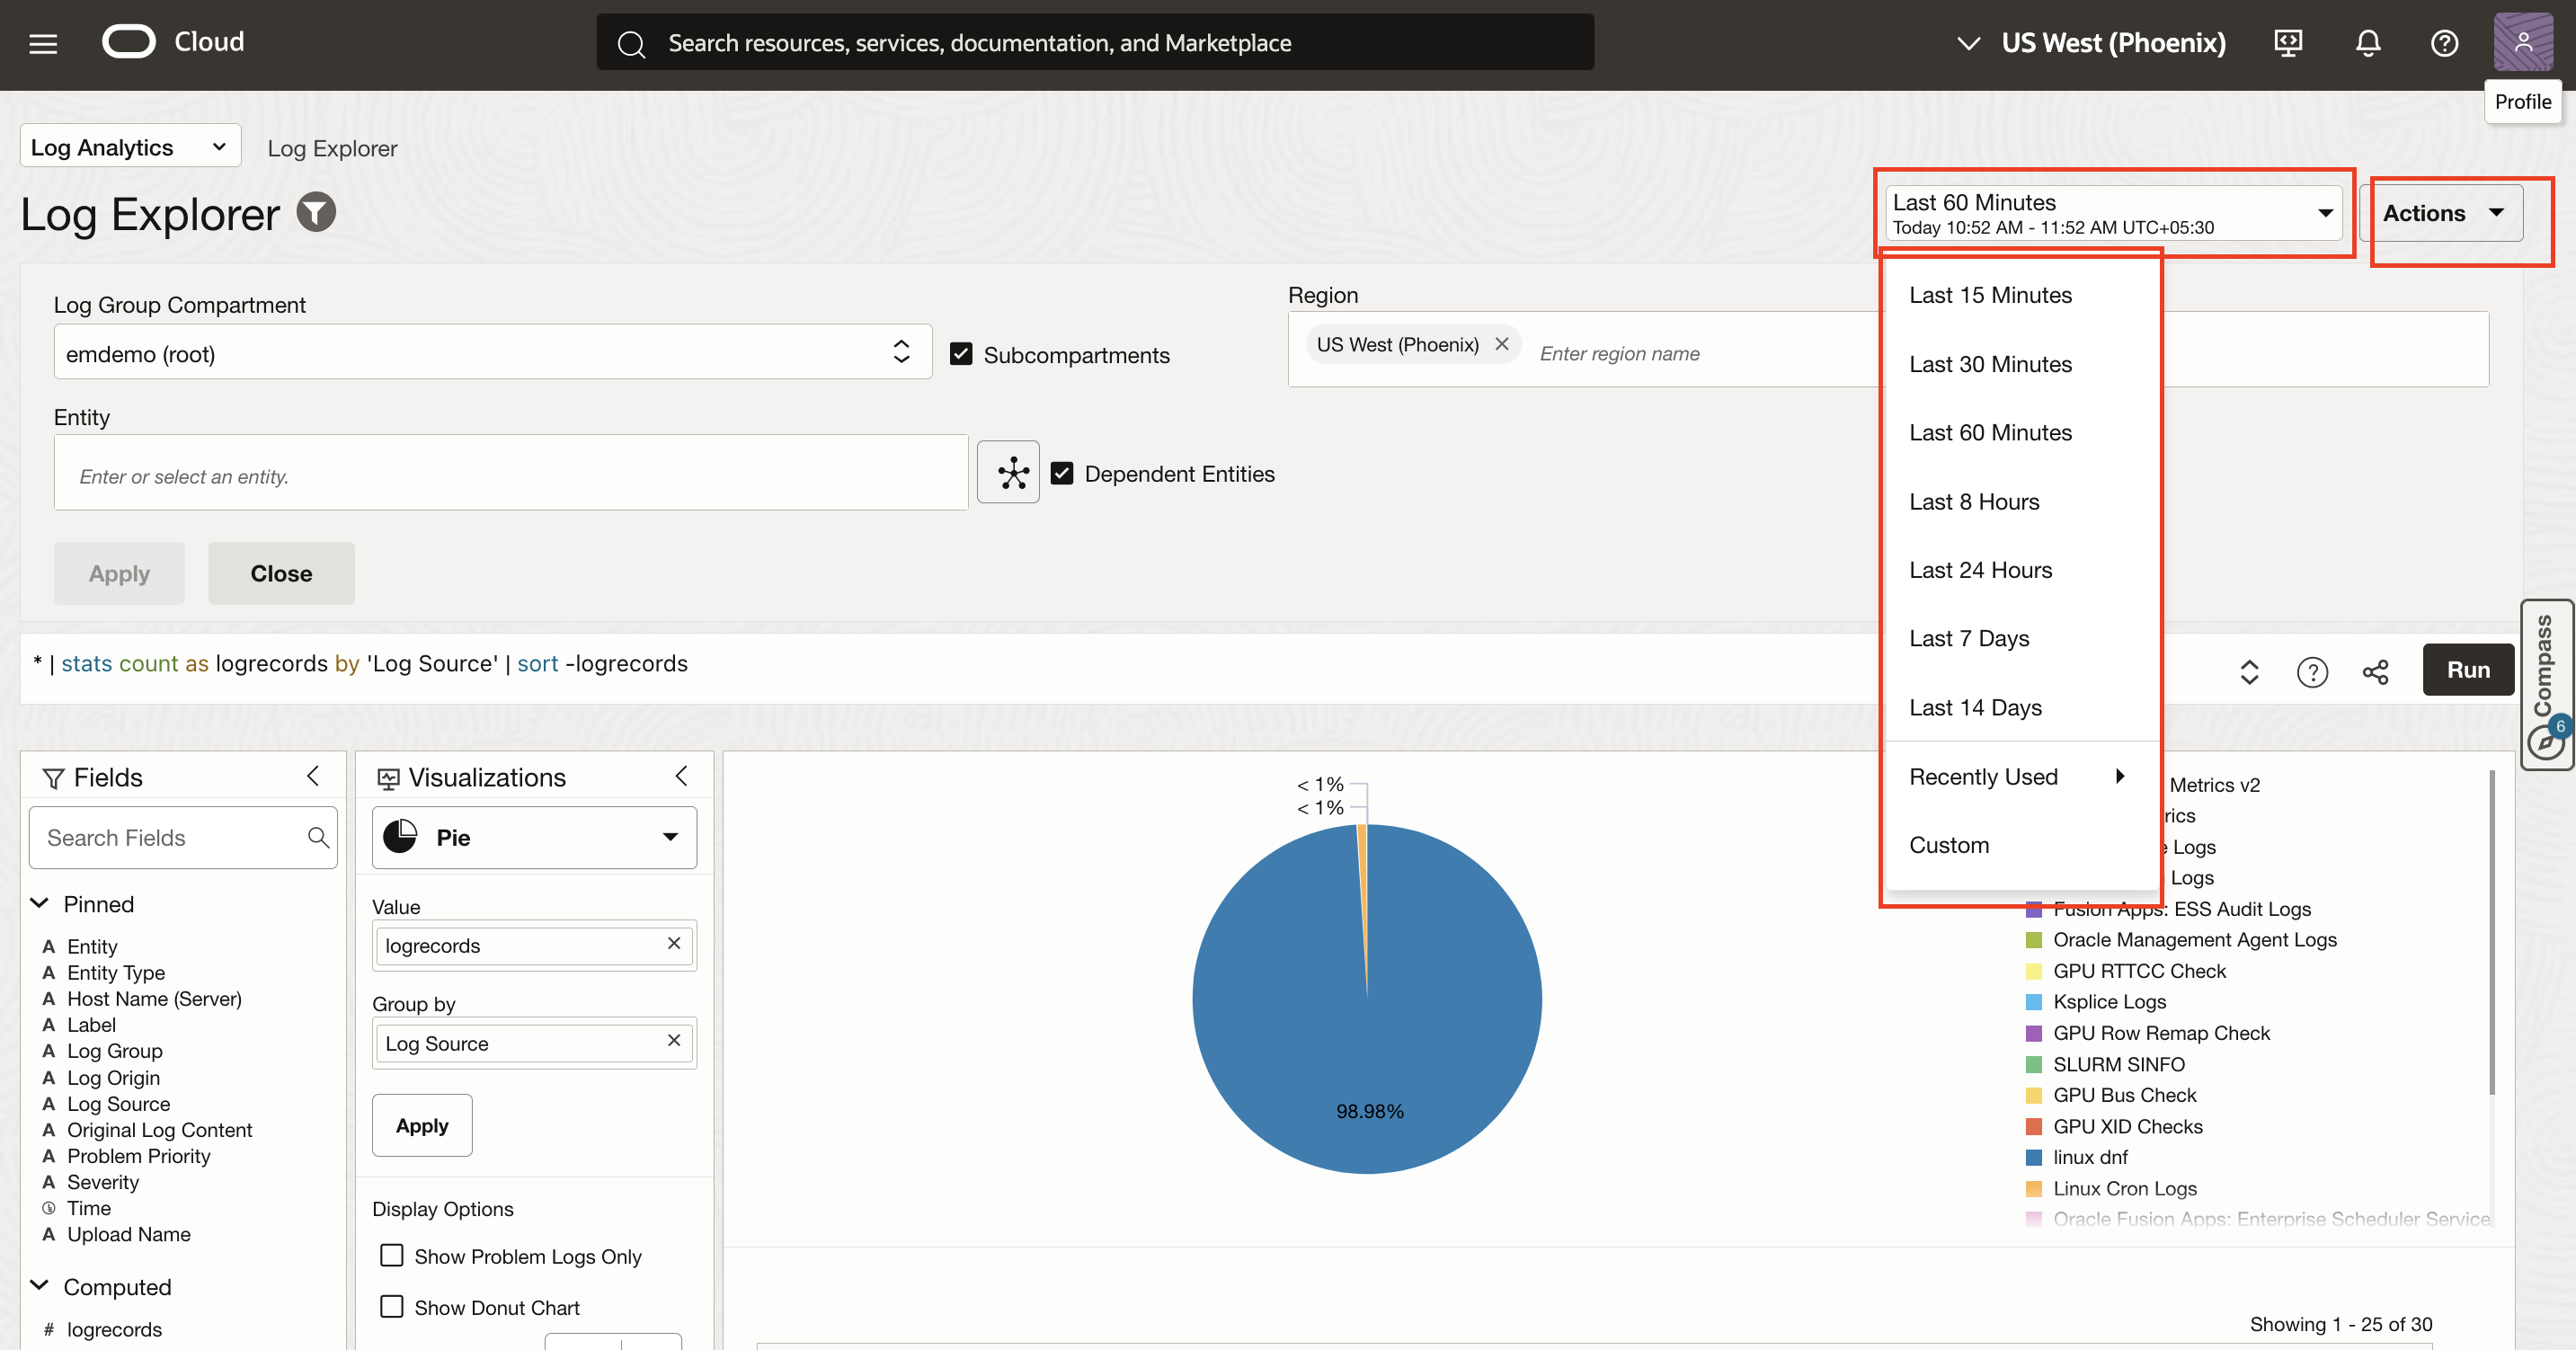 Cloud
Search resources, services, documentation, and Marketplace
US West (Phoenix)
Profile
Log Analytics
Log Explorer
Log Explorer
Last 60 Minutes
Today 10:52 AM - 11:52 AM UTC+05:30
Actions
Log Group Compartment
emdemo (root)
Subcompartments
Region
US West (Phoenix)
Enter region name
Entity
Enter or select an entity.
Dependent Entities
Apply
Close
Last 15 Minutes
Last 30 Minutes
Last 60 Minutes
Last 8 Hours
Last 24 Hours
Last 7 Days
Last 14 Days
Recently Used
Custom
* | stats count as logrecords by 'Log Source' | sort -logrecords
Run
Compass
6
Fields
Search Fields
Pinned
A Entity
A Entity Type
A Host Name (Server)
A Label
A Log Group
A Log Origin
A Log Source
A Original Log Content
A Problem Priority
A Severity
Time
A Upload Name
Computed
# logrecords
Visualizations
Pie
Value
logrecords
Group by
Log Source
Apply
Display Options
Show Problem Logs Only
Show Donut Chart
< 1%
< 1%
98.98%
Metrics v2
Logs
Logs
Fusion Apps: ESS Audit Logs
Oracle Management Agent Logs
GPU RTTCC Check
Ksplice Logs
GPU Row Remap Check
SLURM SINFO
GPU Bus Check
GPU XID Checks
linux dnf
Linux Cron Logs
Oracle Fusion Apps: Enterprise Scheduler Service
Showing 1 - 25 of 30